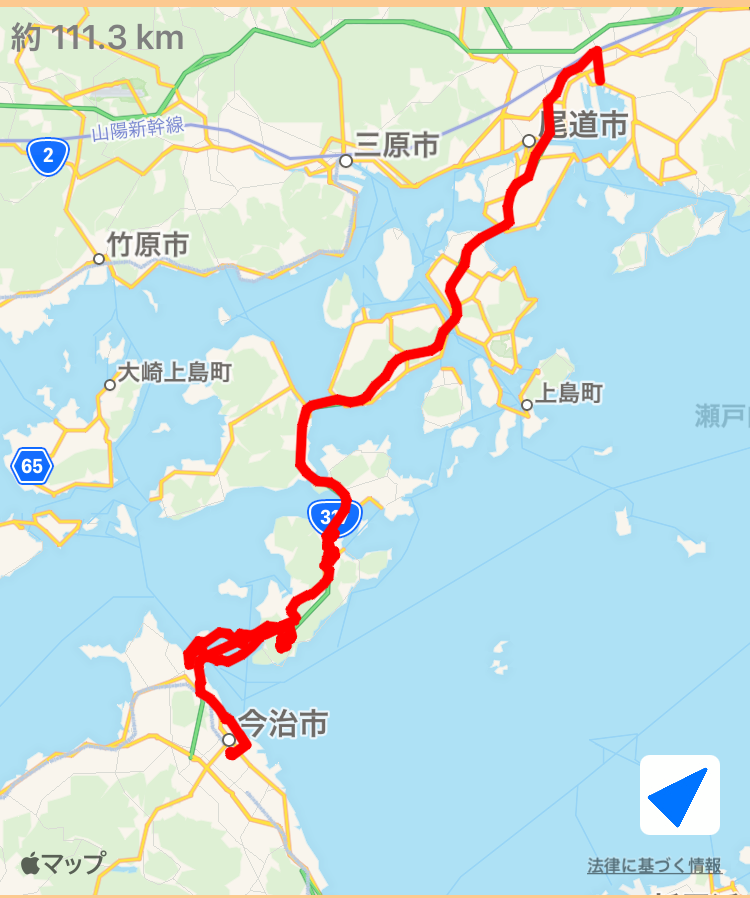 約 111.3 km
山陽新幹線
2
三原市
尾道市
竹原市
大崎上島町
上島町
瀬戸
65
317
今治市
マップ
法律に基づく情報